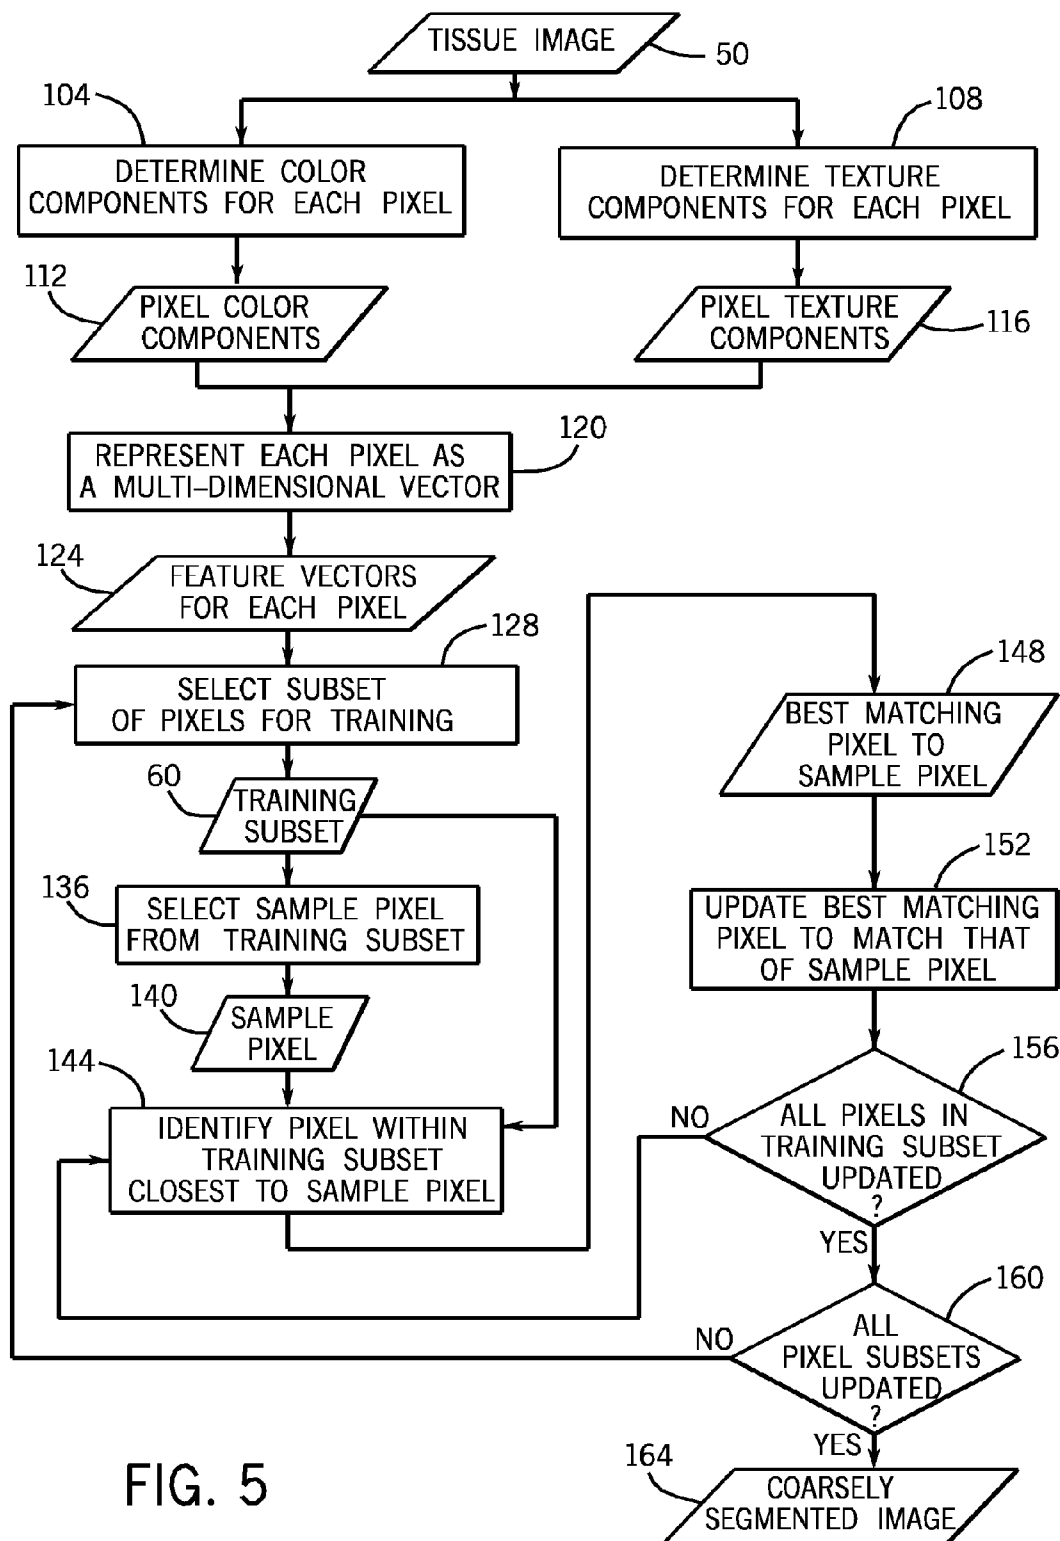 TISSUE IMAGE
50
104
108
DETERMINE COLOR
COMPONENTS FOR EACH PIXEL
DETERMINE TEXTURE
COMPONENTS FOR EACH PIXEL
112
PIXEL COLOR
COMPONENTS
PIXEL TEXTURE
COMPONENTS
116
120
REPRESENT EACH PIXEL AS
A MULTI-DIMENSIONAL VECTOR
124
FEATURE VECTORS
FOR EACH PIXEL
128
SELECT SUBSET
OF PIXELS FOR TRAINING
60
TRAINING
SUBSET
136
SELECT SAMPLE PIXEL
FROM TRAINING SUBSET
140
SAMPLE
PIXEL
144
IDENTIFY PIXEL WITHIN
TRAINING SUBSET
CLOSEST TO SAMPLE PIXEL
148
BEST MATCHING
PIXEL TO
SAMPLE PIXEL
152
UPDATE BEST MATCHING
PIXEL TO MATCH THAT
OF SAMPLE PIXEL
156
NO
ALL PIXELS IN
TRAINING SUBSET
UPDATED
?
YES
160
NO
ALL
PIXEL SUBSETS
UPDATED
?
YES
164
COARSELY
SEGMENTED IMAGE
FIG. 5